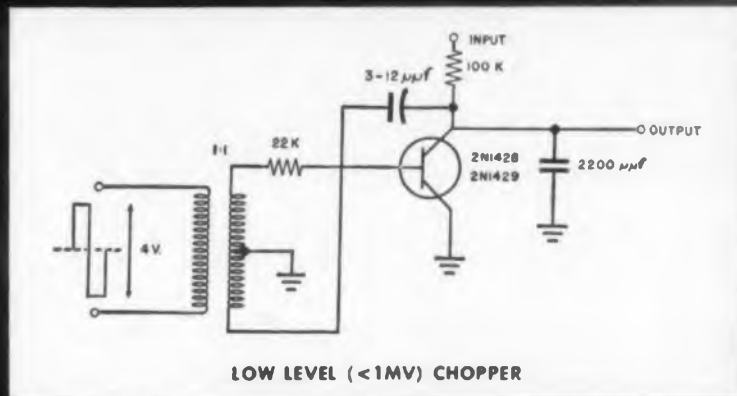 INPUT
100 K
3-12 μμf
OUTPUT
1:1
22K
2N1428
2N1429
2200 μμf
4V.
LOW LEVEL (<1MV) CHOPPER